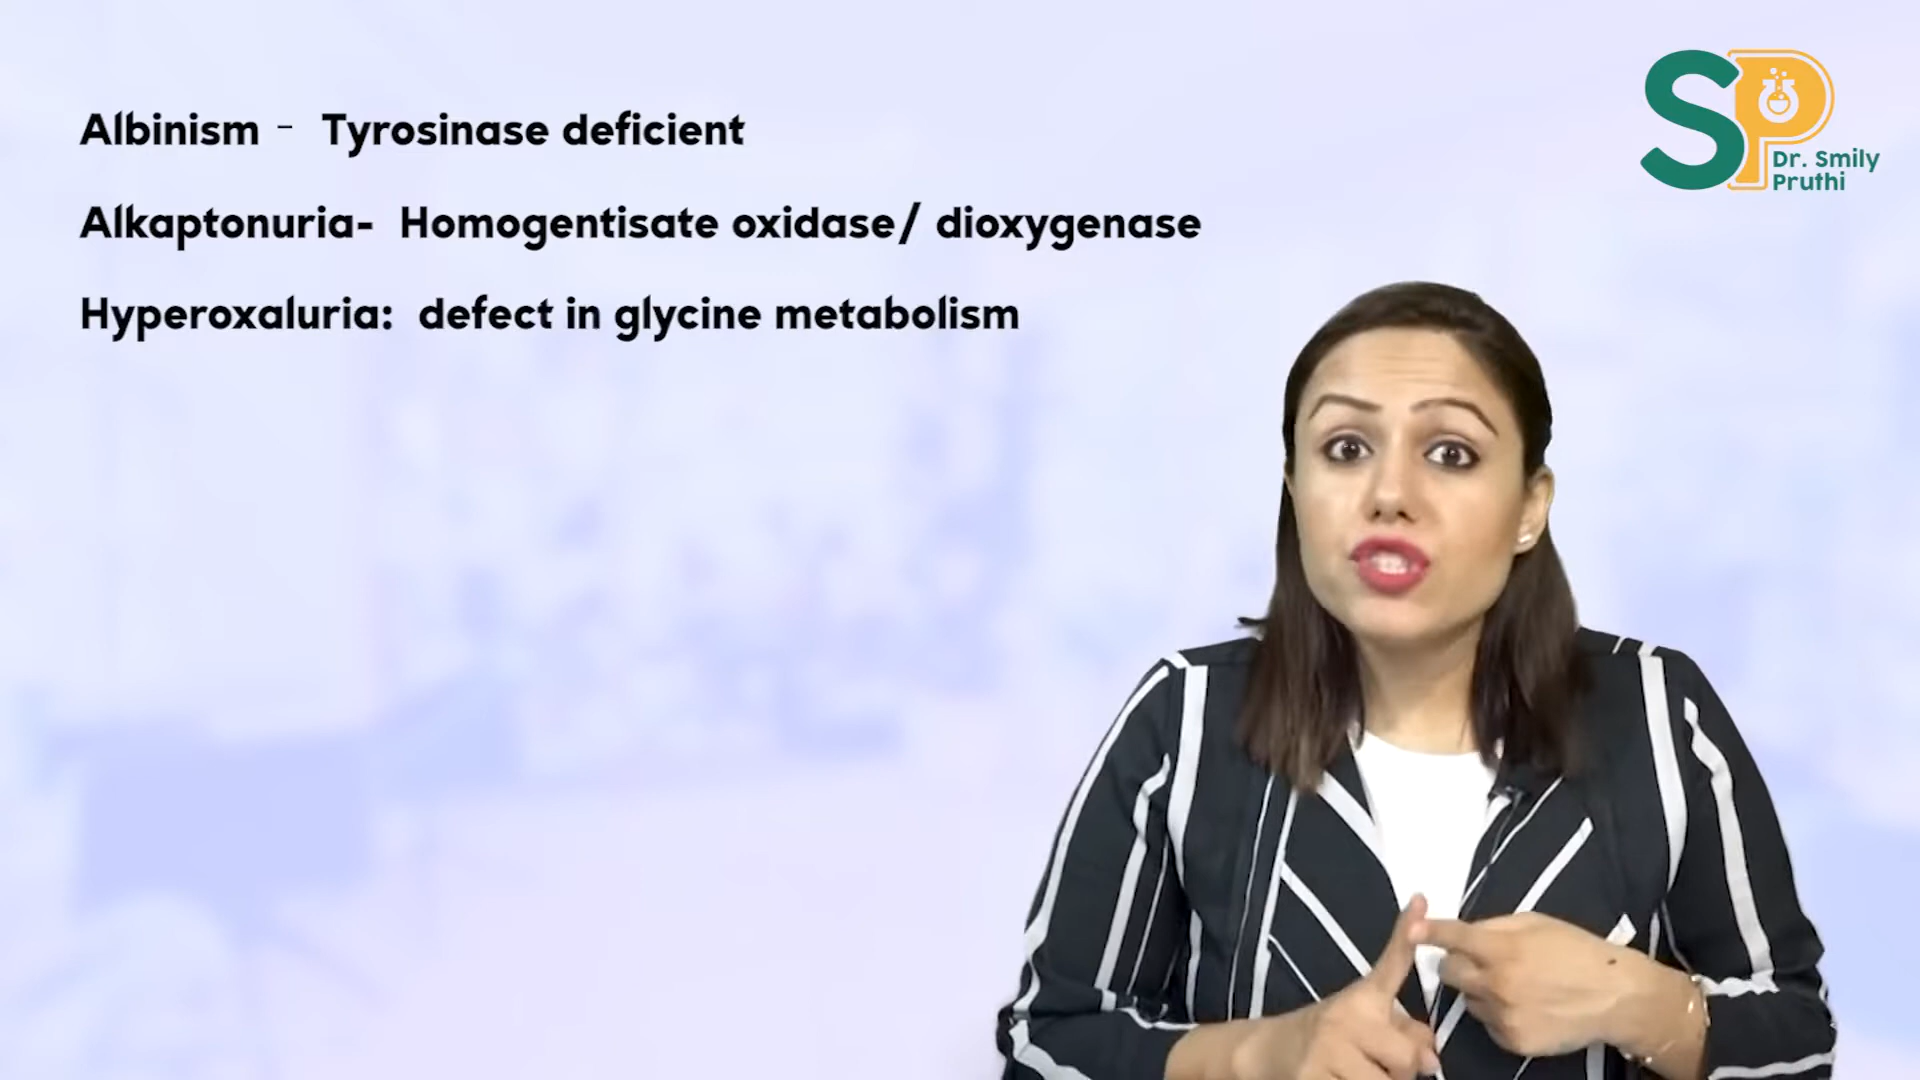 Albinism - Tyrosinase deficient
Alkaptonuria- Homogentisate oxidase/ dioxygenase
Hyperoxaluria: defect in glycine metabolism
SP
Dr. Smily
Pruthi